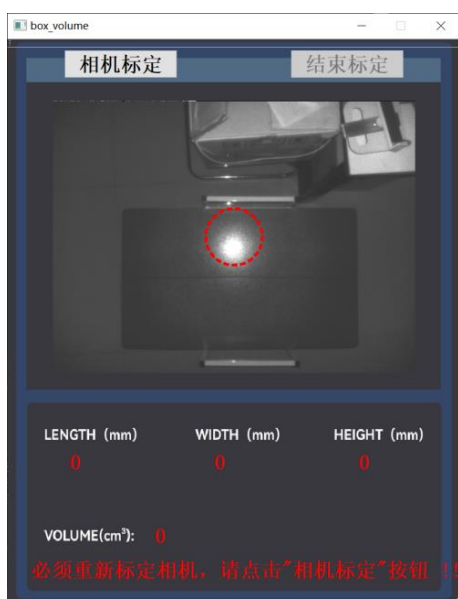 box_volume
相机标定 结束标定
LENGTH (mm) WIDTH (mm) HEIGHT (mm)
0 0 0
VOLUME(cm³): 0
必须重新标定相机，请点击"相机标定"按钮 !!